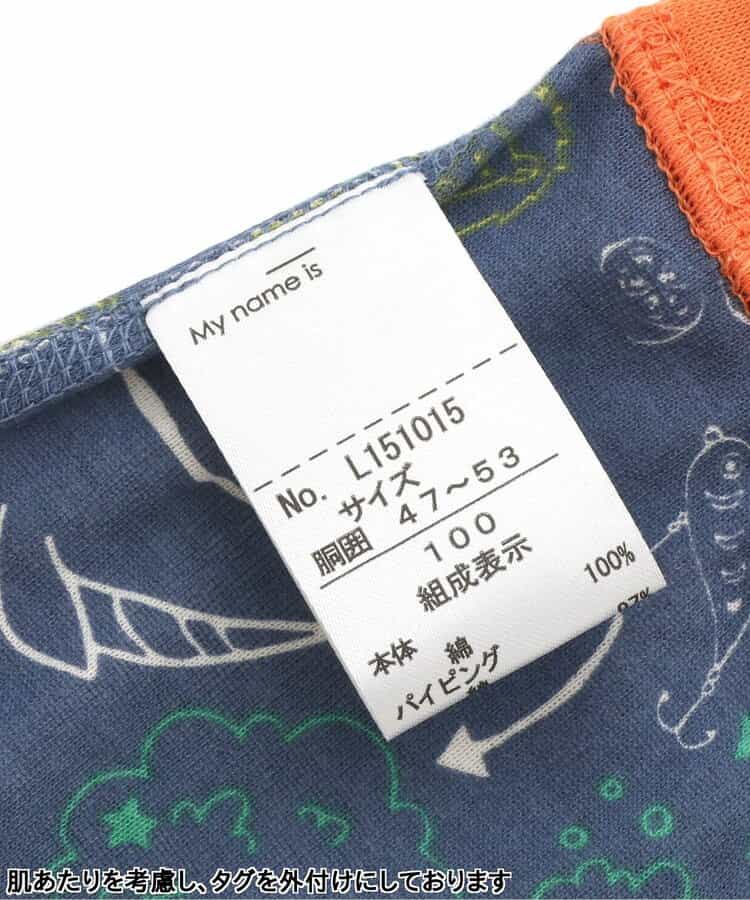 My name is
No. L151015
サイズ
胴囲 47～53
100
組成表示
本体 綿 100%
パイピング
肌あたりを考慮し、タグを外付けにしております